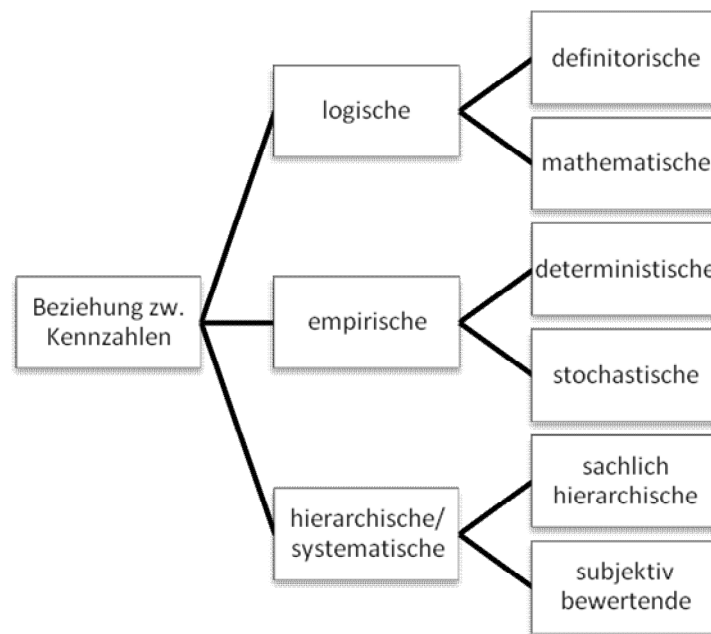 Beziehung zw.
Kennzahlen
logische
definitorische
mathematische
empirische
deterministische
stochastische
hierarchische/
systematische
sachlich
hierarchische
subjektiv
bewertende